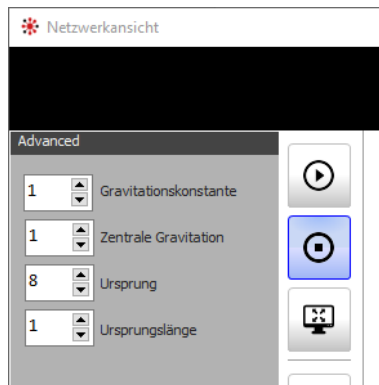 Netzwerkansicht
Advanced
1 Gravitationskonstante
1 Zentrale Gravitation
8 Ursprung
1 Ursprungslänge